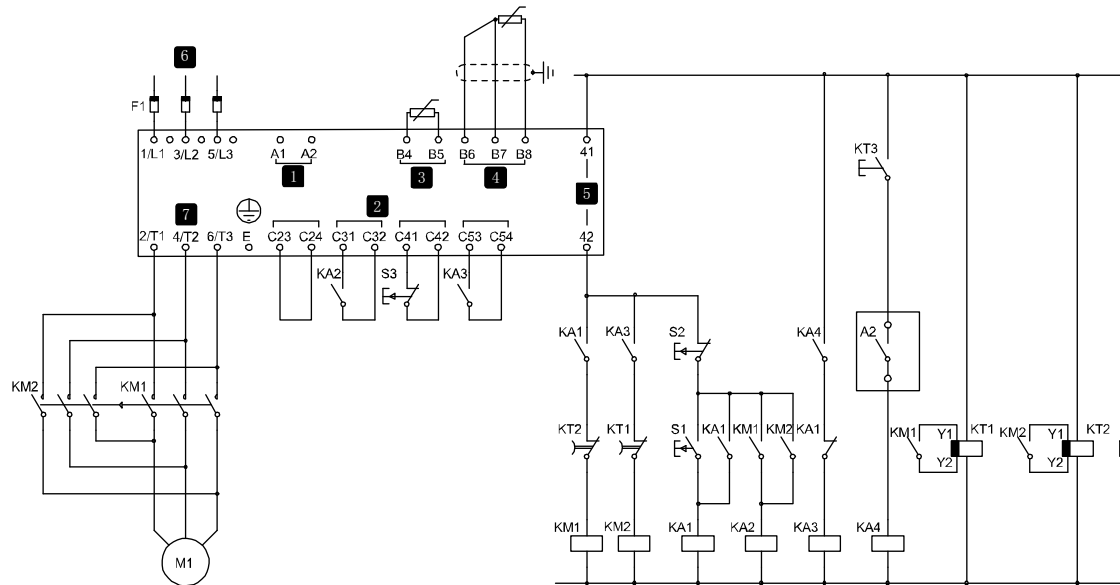 6
F1
1/L1 3/L2 5/L3 A1 A2 B4 B5 B6 B7 B8 41
1 3 4
5
7 2
2/T1 4/T2 6/T3 E C23 C24 C31 C32 C41 C42 C53 C54 42
KT3
KA2 S3 KA3
KA1 KA3 S2 KA4 A2
KM2 KM1
KT2 KT1 S1 KA1 KM1 KM2 KA1 KM1 Y1 KT1 KM2 Y1 KT2
Y2 Y2
KM1 KM2 KA1 KA2 KA3 KA4
M1